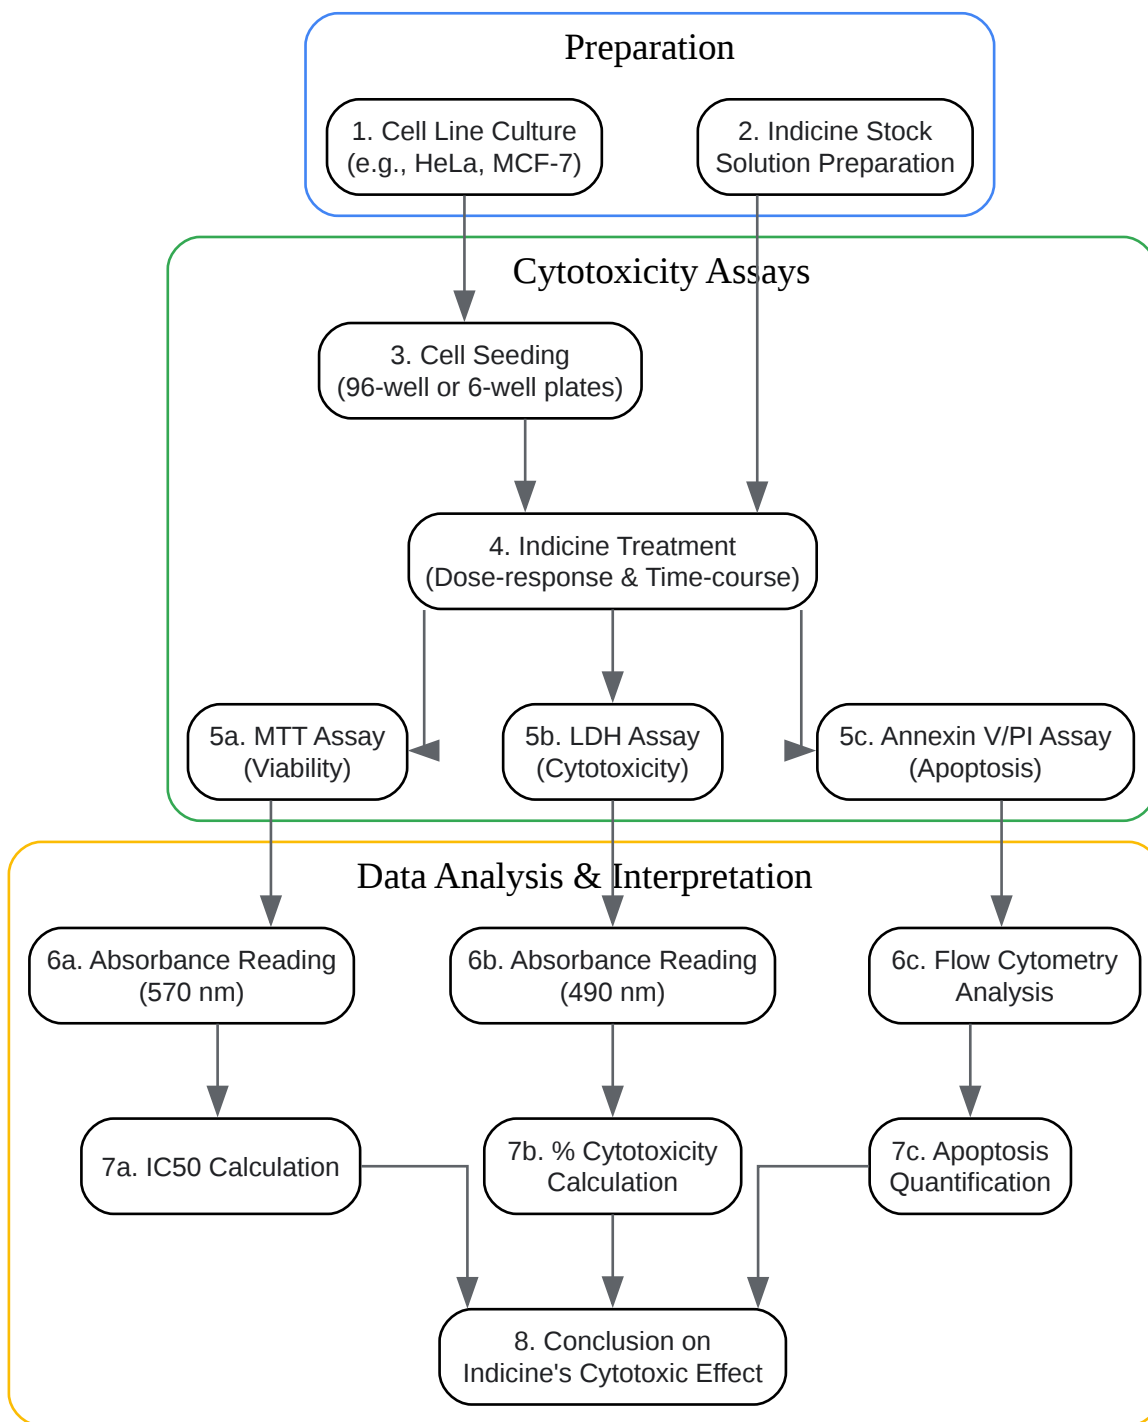 Preparation
1. Cell Line Culture
(e.g., HeLa, MCF-7)
2. Indicine Stock
Solution Preparation
Cytotoxicity Assays
3. Cell Seeding
(96-well or 6-well plates)
4. Indicine Treatment
(Dose-response & Time-course)
5a. MTT Assay
(Viability)
5b. LDH Assay
(Cytotoxicity)
5c. Annexin V/PI Assay
(Apoptosis)
Data Analysis & Interpretation
6a. Absorbance Reading
(570 nm)
6b. Absorbance Reading
(490 nm)
6c. Flow Cytometry
Analysis
7a. IC50 Calculation
7b. % Cytotoxicity
Calculation
7c. Apoptosis
Quantification
8. Conclusion on
Indicine's Cytotoxic Effect